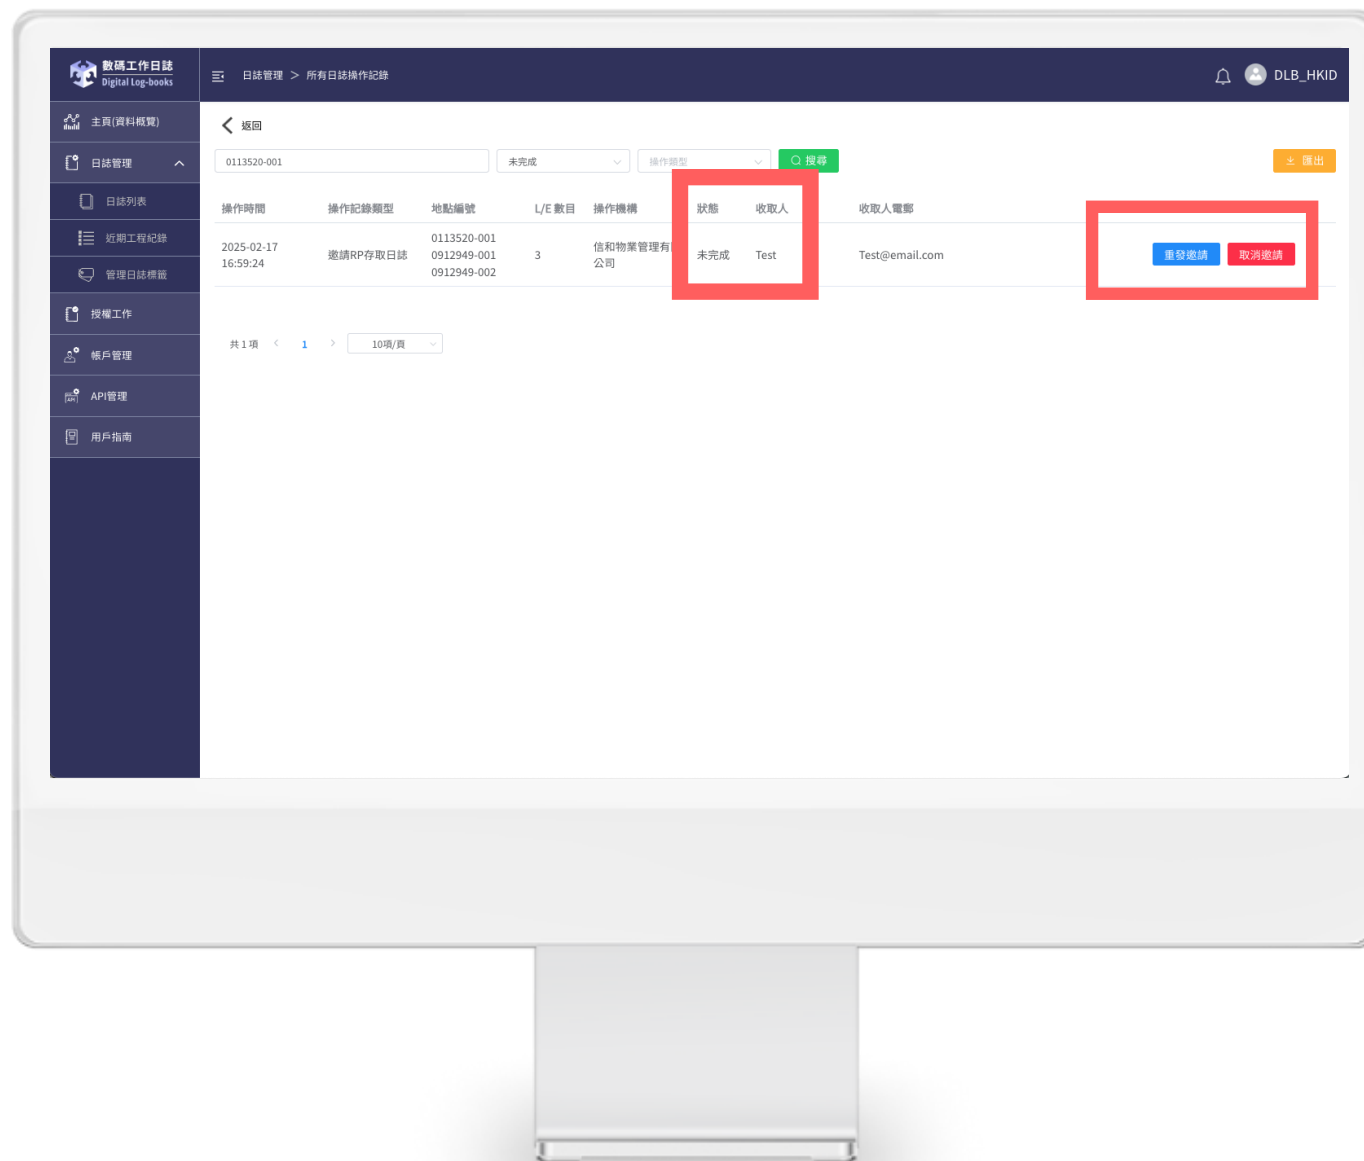 數碼工作日誌
Digital Log-books
日誌管理 > 所有日誌操作記錄
DLB_HKID
主頁(資料概覽)
日誌管理
日誌列表
近期工程紀錄
管理日誌標籤
授權工作
帳戶管理
API管理
用戶指南
返回
0113520-001 未完成 操作類型 搜尋 匯出
操作時間 操作記錄類型 地點編號 L/E 數目 操作機構 狀態 收取人 收取人電郵
2025-02-17
16:59:24
邀請RP存取日誌
0113520-001
0912949-001
0912949-002
3
信和物業管理有
公司
未完成
Test
Test@email.com
重發邀請 取消邀請
共 1 項 1 10項/頁